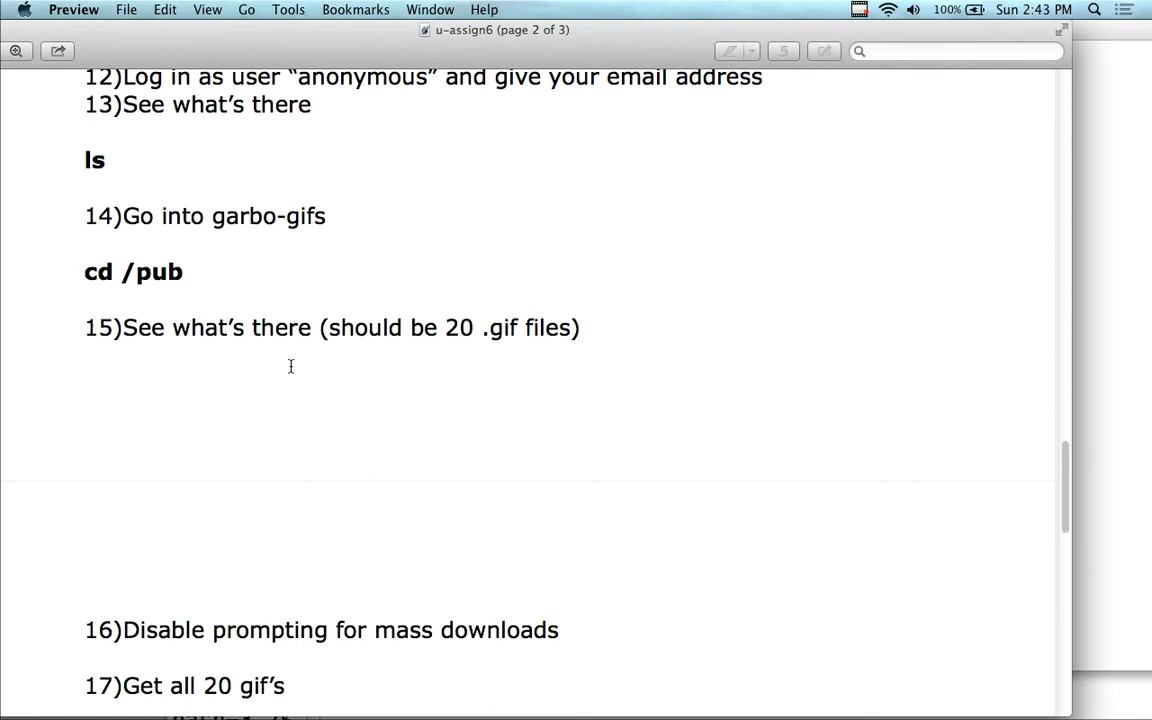 Preview File Edit View Go Tools Bookmarks Window Help 100% Sun 2:43 PM
u-assign6 (page 2 of 3)
12)Log in as user “anonymous” and give your email address
13)See what’s there
ls
14)Go into garbo-gifs
cd /pub
15)See what’s there (should be 20 .gif files)
16)Disable prompting for mass downloads
17)Get all 20 gif’s